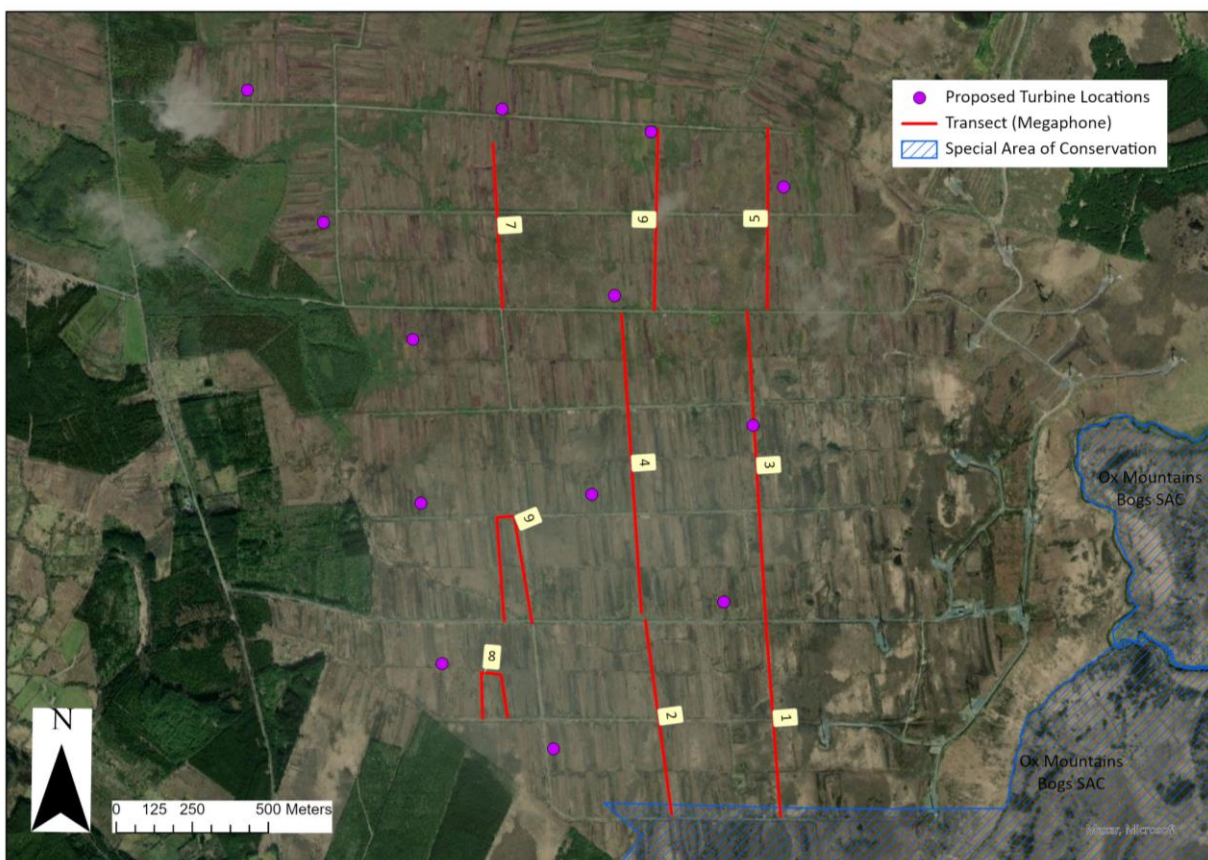 Proposed Turbine Locations
Transect (Megaphone)
Special Area of Conservation
7
6
5
4
3
Ox Mountains
Bogs SAC
9
8
2
1
Ox Mountains
Bogs SAC
N
0 125 250 500 Meters
Maxar, Microsoft